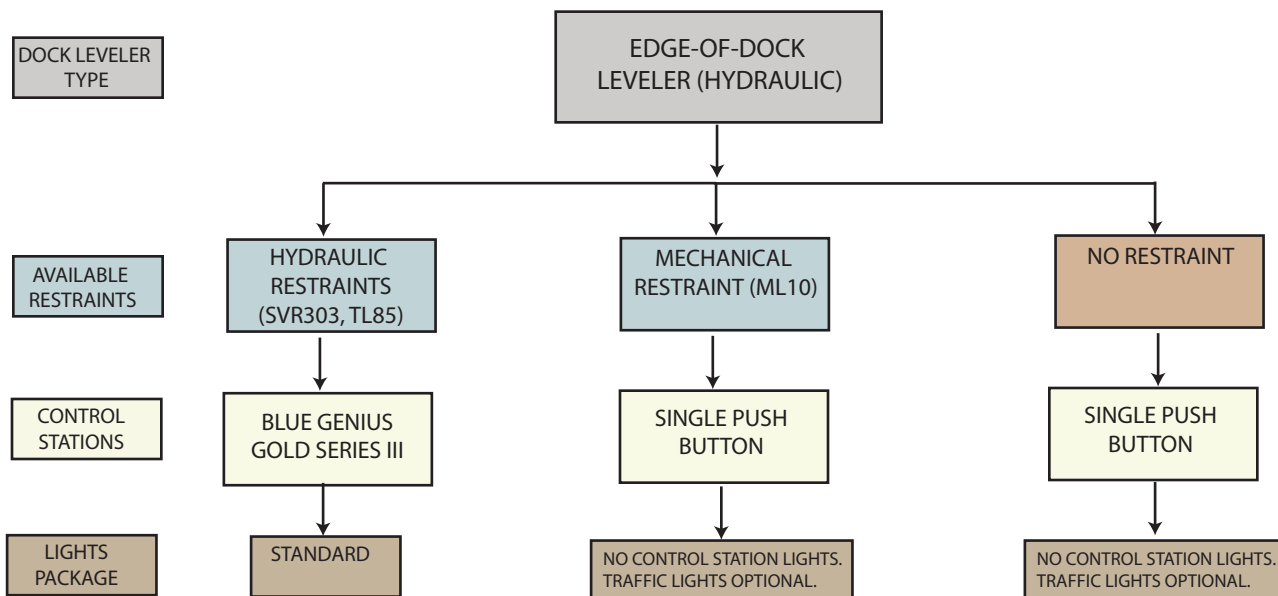 DOCK LEVELER
TYPE
EDGE-OF-DOCK
LEVELER (HYDRAULIC)
AVAILABLE
RESTRAINTS
HYDRAULIC
RESTRAINTS
(SVR303, TL85)
MECHANICAL
RESTRAINT (ML10)
NO RESTRAINT
CONTROL
STATIONS
BLUE GENIUS
GOLD SERIES III
SINGLE PUSH
BUTTON
SINGLE PUSH
BUTTON
LIGHTS
PACKAGE
STANDARD
NO CONTROL STATION LIGHTS.
TRAFFIC LIGHTS OPTIONAL.
NO CONTROL STATION LIGHTS.
TRAFFIC LIGHTS OPTIONAL.